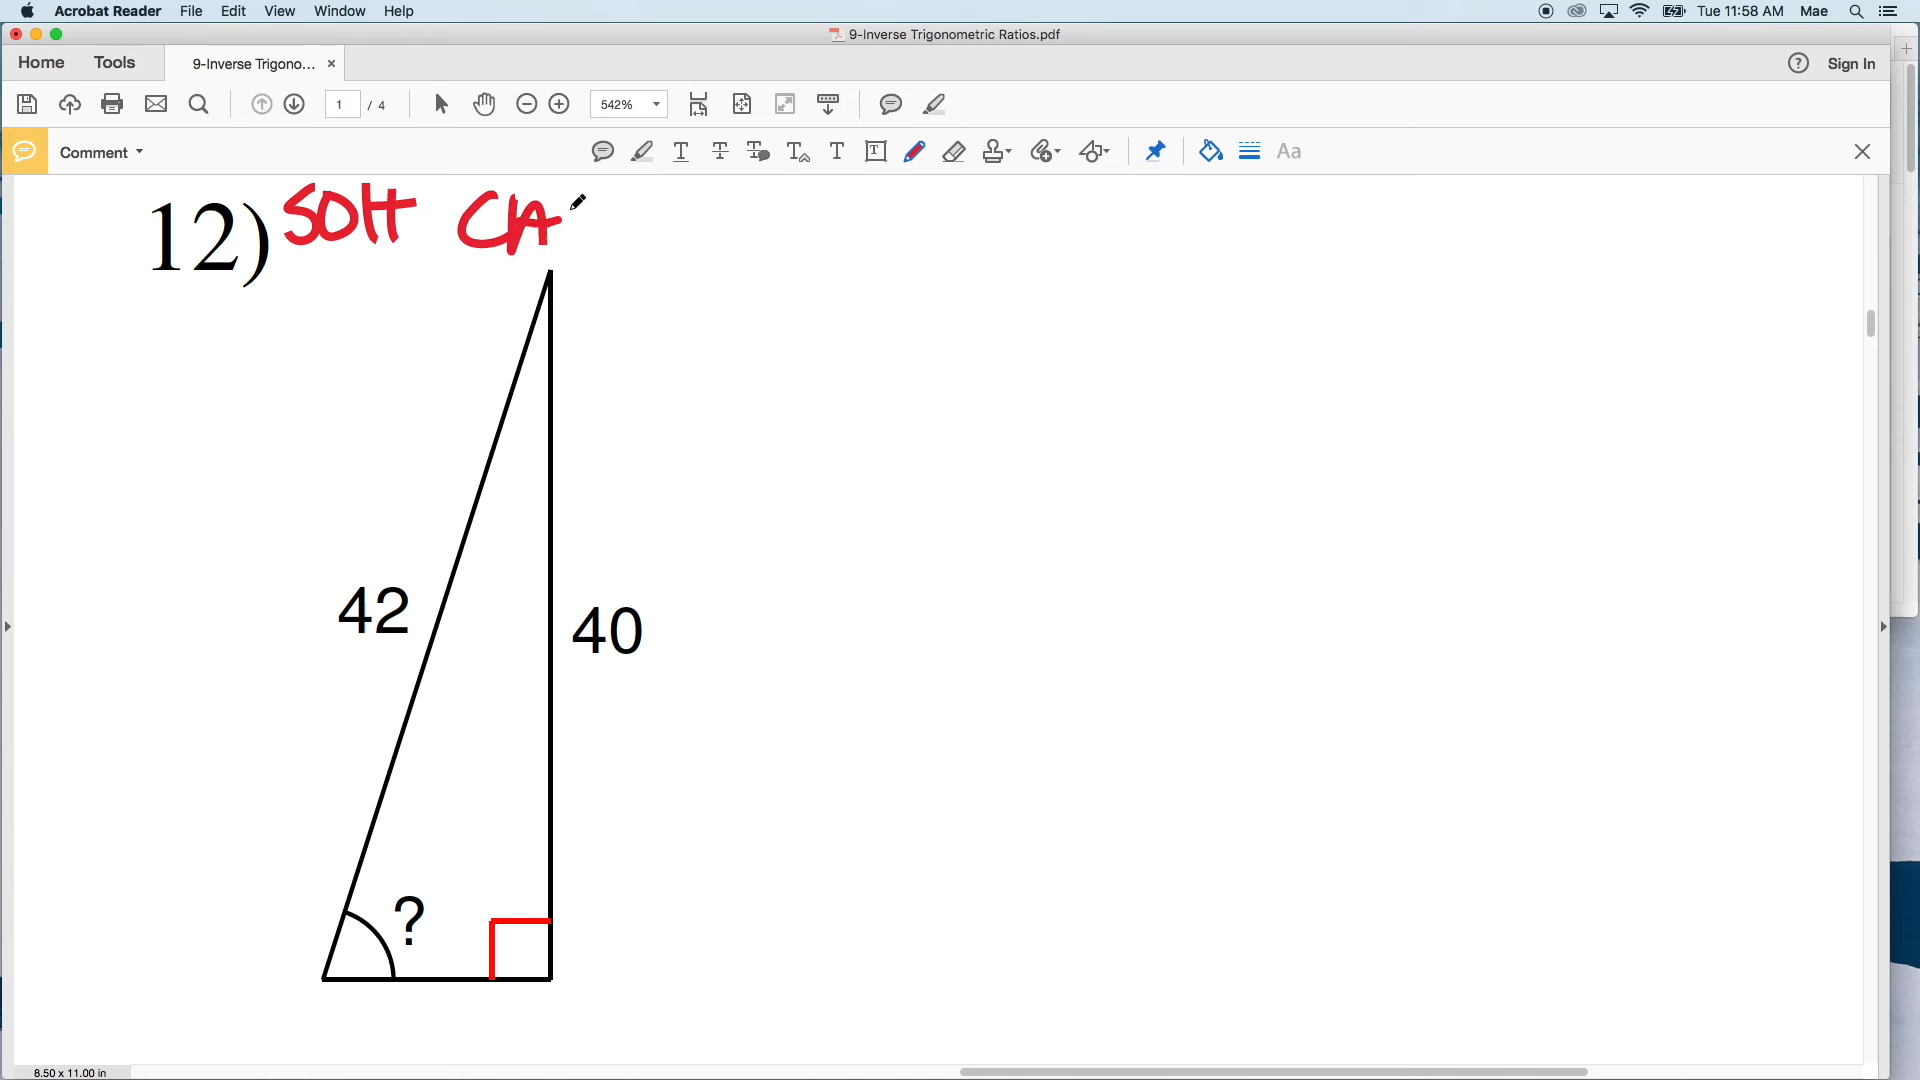 Acrobat Reader File Edit View Window Help Tue 11:58 AM Mae
9-Inverse Trigonometric Ratios.pdf
Home Tools 9-Inverse Trigono... × Sign In
1 / 4 542%
Comment Aa
12) SOH CA
42
40
?
8.50 x 11.00 in